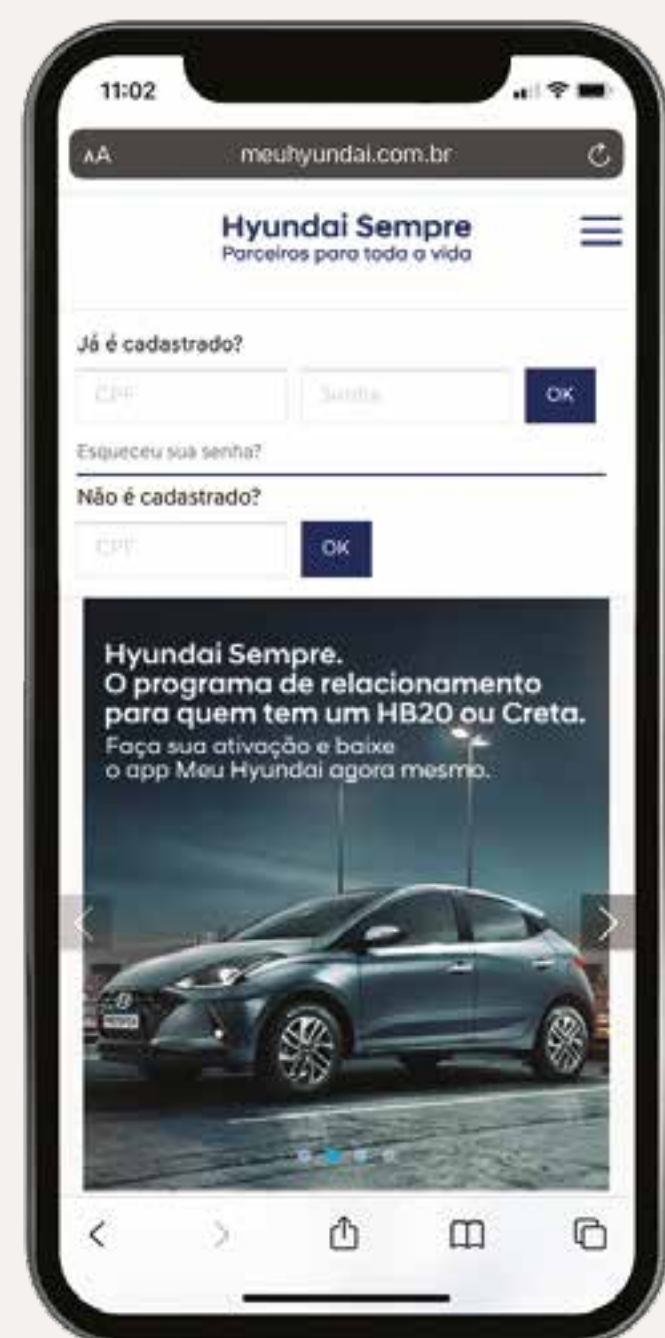 11:02
AA
meuhyundai.com.br
Hyundai Sempre
Parceiros para toda a vida
Já é cadastrado?
CPF
Senha
OK
Esqueceu sua senha?
Não é cadastrado?
CPF
OK
Hyundai Sempre.
O programa de relacionamento
para quem tem um HB20 ou Creta.
Faça sua ativação e baixe
o app Meu Hyundai agora mesmo.